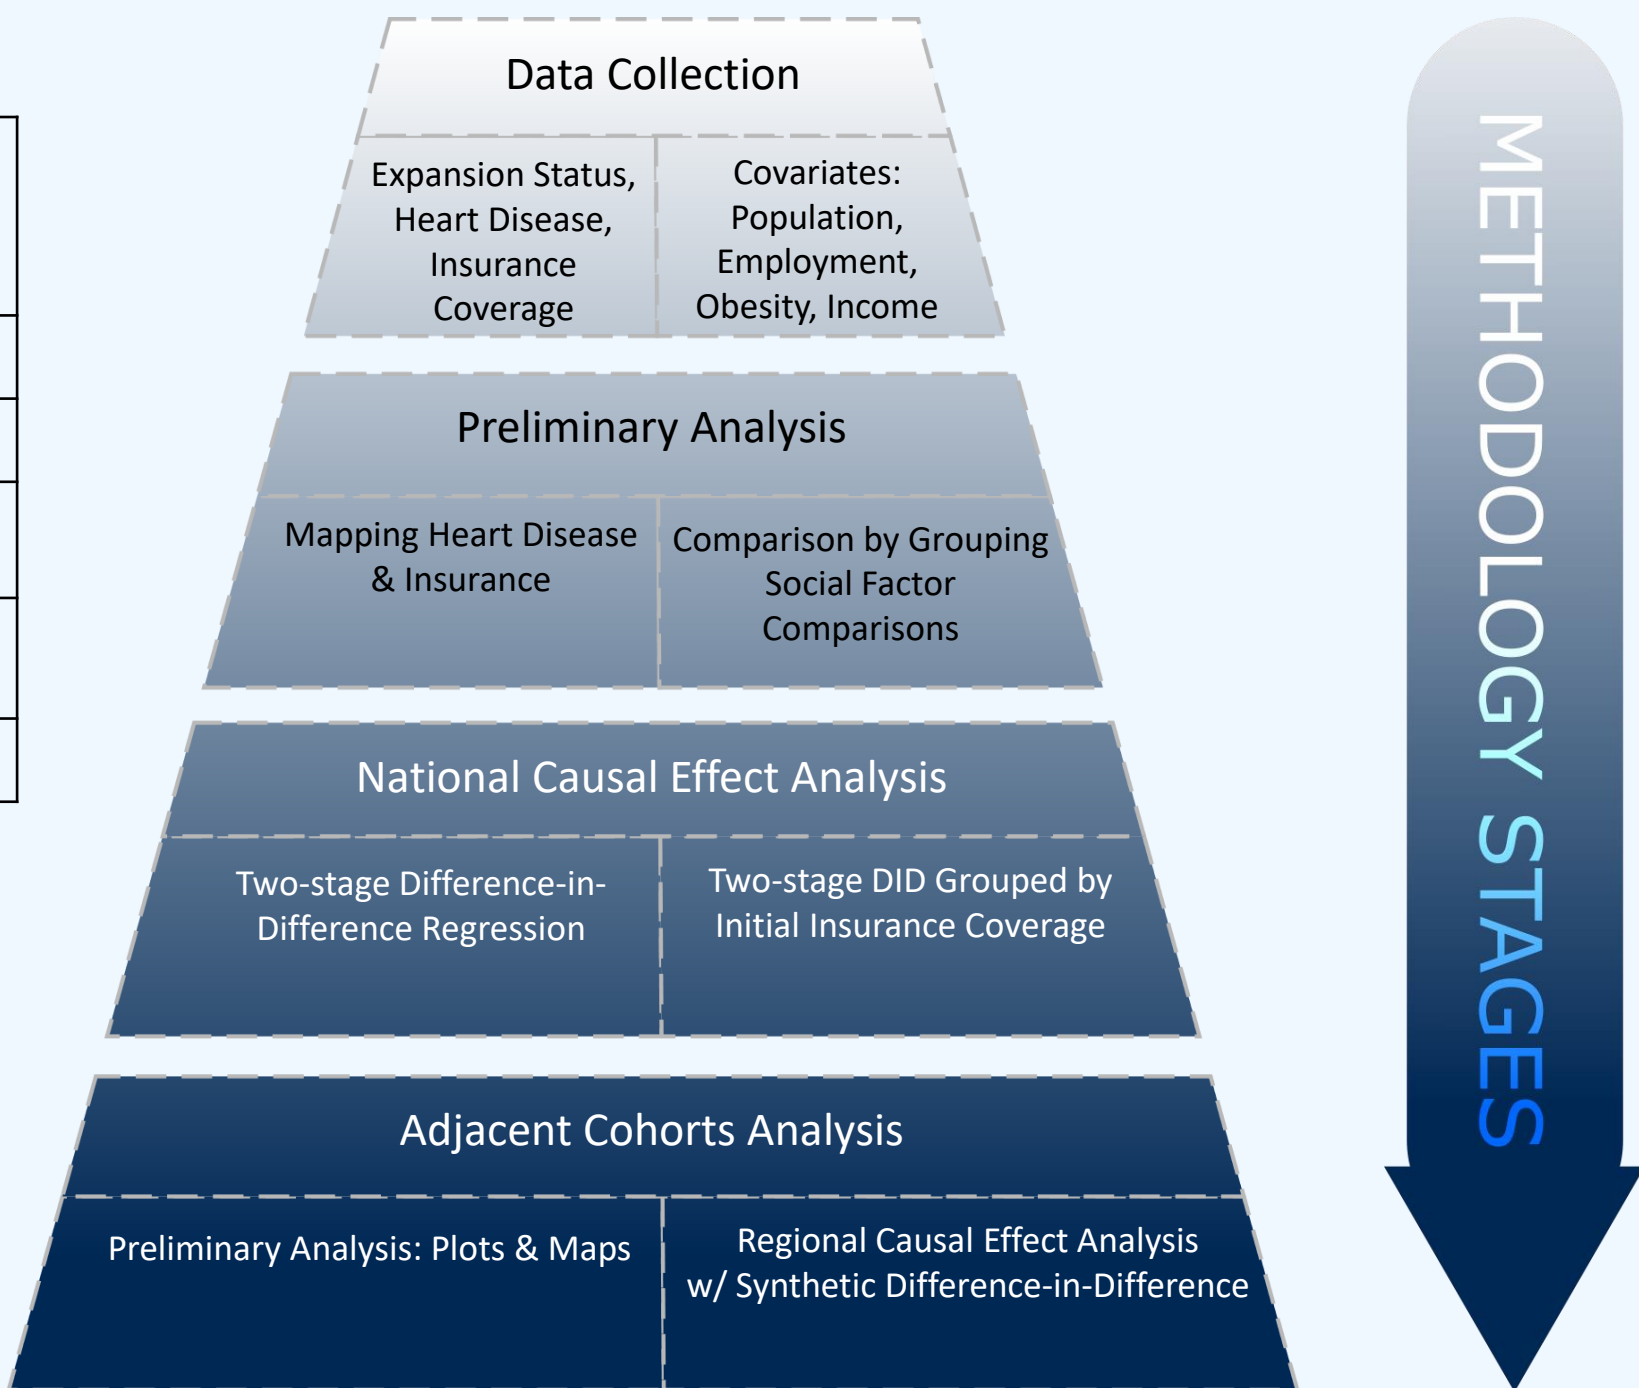 Data Collection
Expansion Status,
Heart Disease,
Insurance
Coverage
Covariates:
Population,
Employment,
Obesity, Income
Preliminary Analysis
Mapping Heart Disease
& Insurance
Comparison by Grouping
Social Factor
Comparisons
National Causal Effect Analysis
Two-stage Difference-in-
Difference Regression
Two-stage DID Grouped by
Initial Insurance Coverage
Adjacent Cohorts Analysis
Preliminary Analysis: Plots & Maps
Regional Causal Effect Analysis
w/ Synthetic Difference-in-Difference
METHODOLOGY STAGES